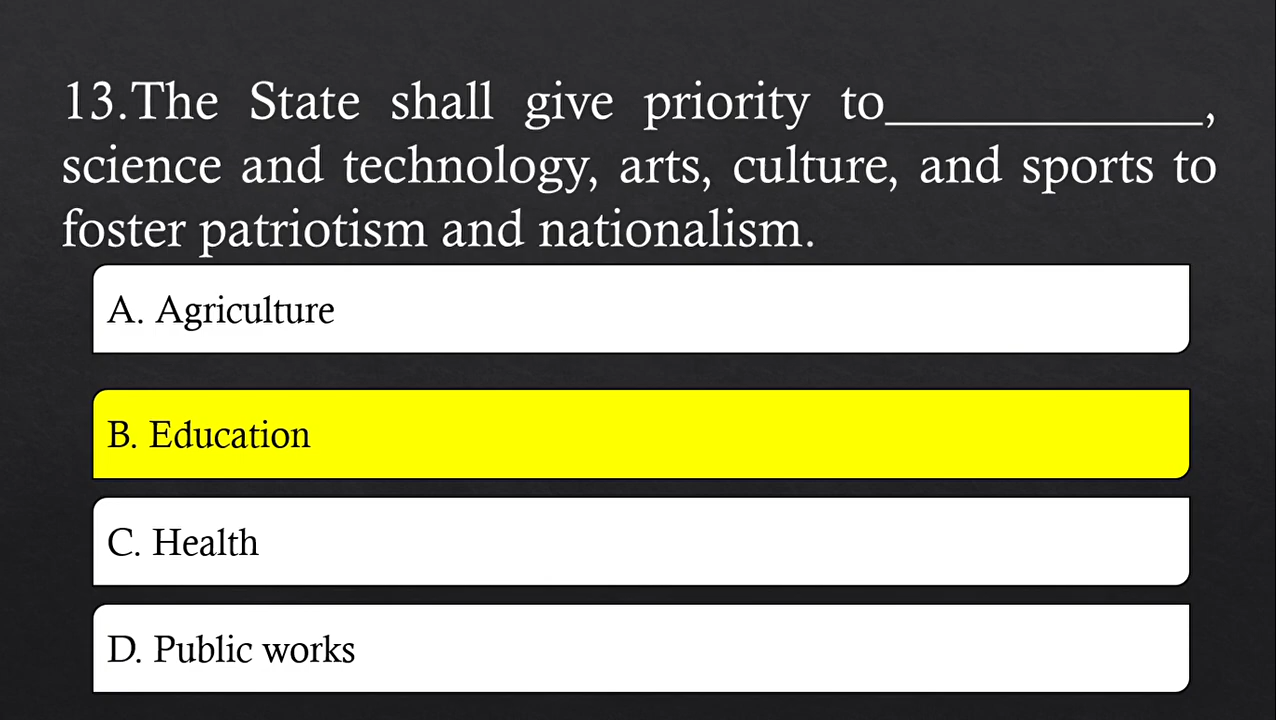 13.The State shall give priority to____________,
science and technology, arts, culture, and sports to
foster patriotism and nationalism.
A. Agriculture
B. Education
C. Health
D. Public works